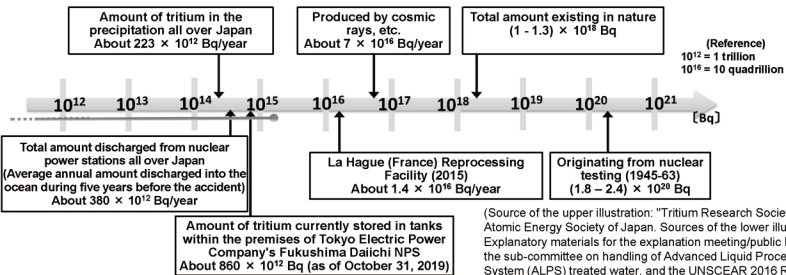 Amount of tritium in the
precipitation all over Japan
About 223 × 10¹² Bq/year
Produced by cosmic
rays, etc.
About 7 × 10¹⁶ Bq/year
Total amount existing in nature
(1 - 1.3) × 10¹⁸ Bq
(Reference)
10¹² = 1 trillion
10¹⁶ = 10 quadrillion
10¹² 10¹³ 10¹⁴ 10¹⁵ 10¹⁶ 10¹⁷ 10¹⁸ 10¹⁹ 10²⁰ 10²¹
[Bq]
Total amount discharged from nuclear
power stations all over Japan
(Average annual amount discharged into the
ocean during five years before the accident)
About 380 × 10¹² Bq/year
La Hague (France) Reprocessing
Facility (2015)
About 1.4 × 10¹⁶ Bq/year
Originating from nuclear
testing (1945-63)
(1.8 – 2.4) × 10²⁰ Bq
Amount of tritium currently stored in tanks
within the premises of Tokyo Electric Power
Company's Fukushima Daiichi NPS
About 860 × 10¹² Bq (as of October 31, 2019)
(Source of the upper illustration: "Tritium Research Socie
Atomic Energy Society of Japan. Sources of the lower illu
Explanatory materials for the explanation meeting/public
the sub-committee on handling of Advanced Liquid Proce
System (ALPS) treated water, and the UNSCEAR 2016 R